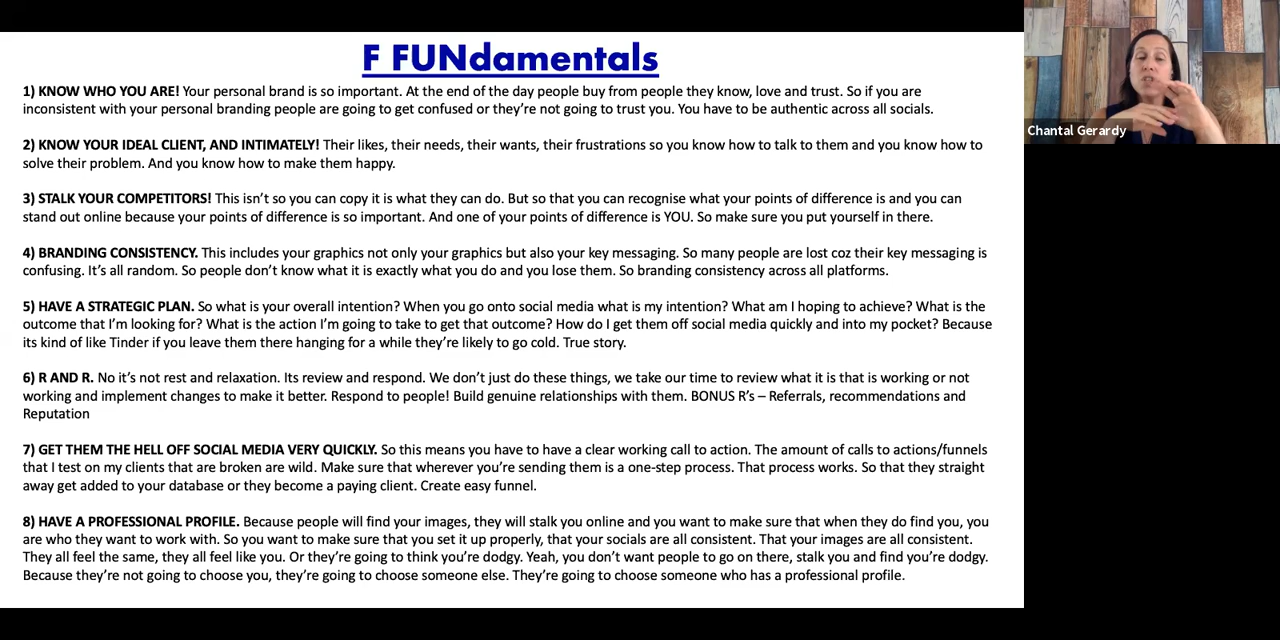 F FUNdamentals
1) KNOW WHO YOU ARE! Your personal brand is so important. At the end of the day people buy from people they know, love and trust. So if you are
inconsistent with your personal branding people are going to get confused or they're not going to trust you. You have to be authentic across all socials.
2) KNOW YOUR IDEAL CLIENT, AND INTIMATELY! Their likes, their needs, their wants, their frustrations so you know how to talk to them and you know how to
solve their problem. And you know how to make them happy.
3) STALK YOUR COMPETITORS! This isn't so you can copy it is what they can do. But so that you can recognise what your points of difference is and you can
stand out online because your points of difference is so important. And one of your points of difference is YOU. So make sure you put yourself in there.
4) BRANDING CONSISTENCY. This includes your graphics not only your graphics but also your key messaging. So many people are lost coz their key messaging is
confusing. It's all random. So people don't know what it is exactly what you do and you lose them. So branding consistency across all platforms.
5) HAVE A STRATEGIC PLAN. So what is your overall intention? When you go onto social media what is my intention? What am I hoping to achieve? What is the
outcome that I'm looking for? What is the action I'm going to take to get that outcome? How do I get them off social media quickly and into my pocket? Because
its kind of like Tinder if you leave them there hanging for a while they're likely to go cold. True story.
6) R AND R. No it's not rest and relaxation. Its review and respond. We don't just do these things, we take our time to review what it is that is working or not
working and implement changes to make it better. Respond to people! Build genuine relationships with them. BONUS R's – Referrals, recommendations and
Reputation
7) GET THEM THE HELL OFF SOCIAL MEDIA VERY QUICKLY. So this means you have to have a clear working call to action. The amount of calls to actions/funnels
that I test on my clients that are broken are wild. Make sure that wherever you're sending them is a one-step process. That process works. So that they straight
away get added to your database or they become a paying client. Create easy funnel.
8) HAVE A PROFESSIONAL PROFILE. Because people will find your images, they will stalk you online and you want to make sure that when they do find you, you
are who they want to work with. So you want to make sure that you set it up properly, that your socials are all consistent. That your images are all consistent.
They all feel the same, they all feel like you. Or they're going to think you're dodgy. Yeah, you don't want people to go on there, stalk you and find you're dodgy.
Because they're not going to choose you, they're going to choose someone else. They're going to choose someone who has a professional profile.
Chantal Gerardy